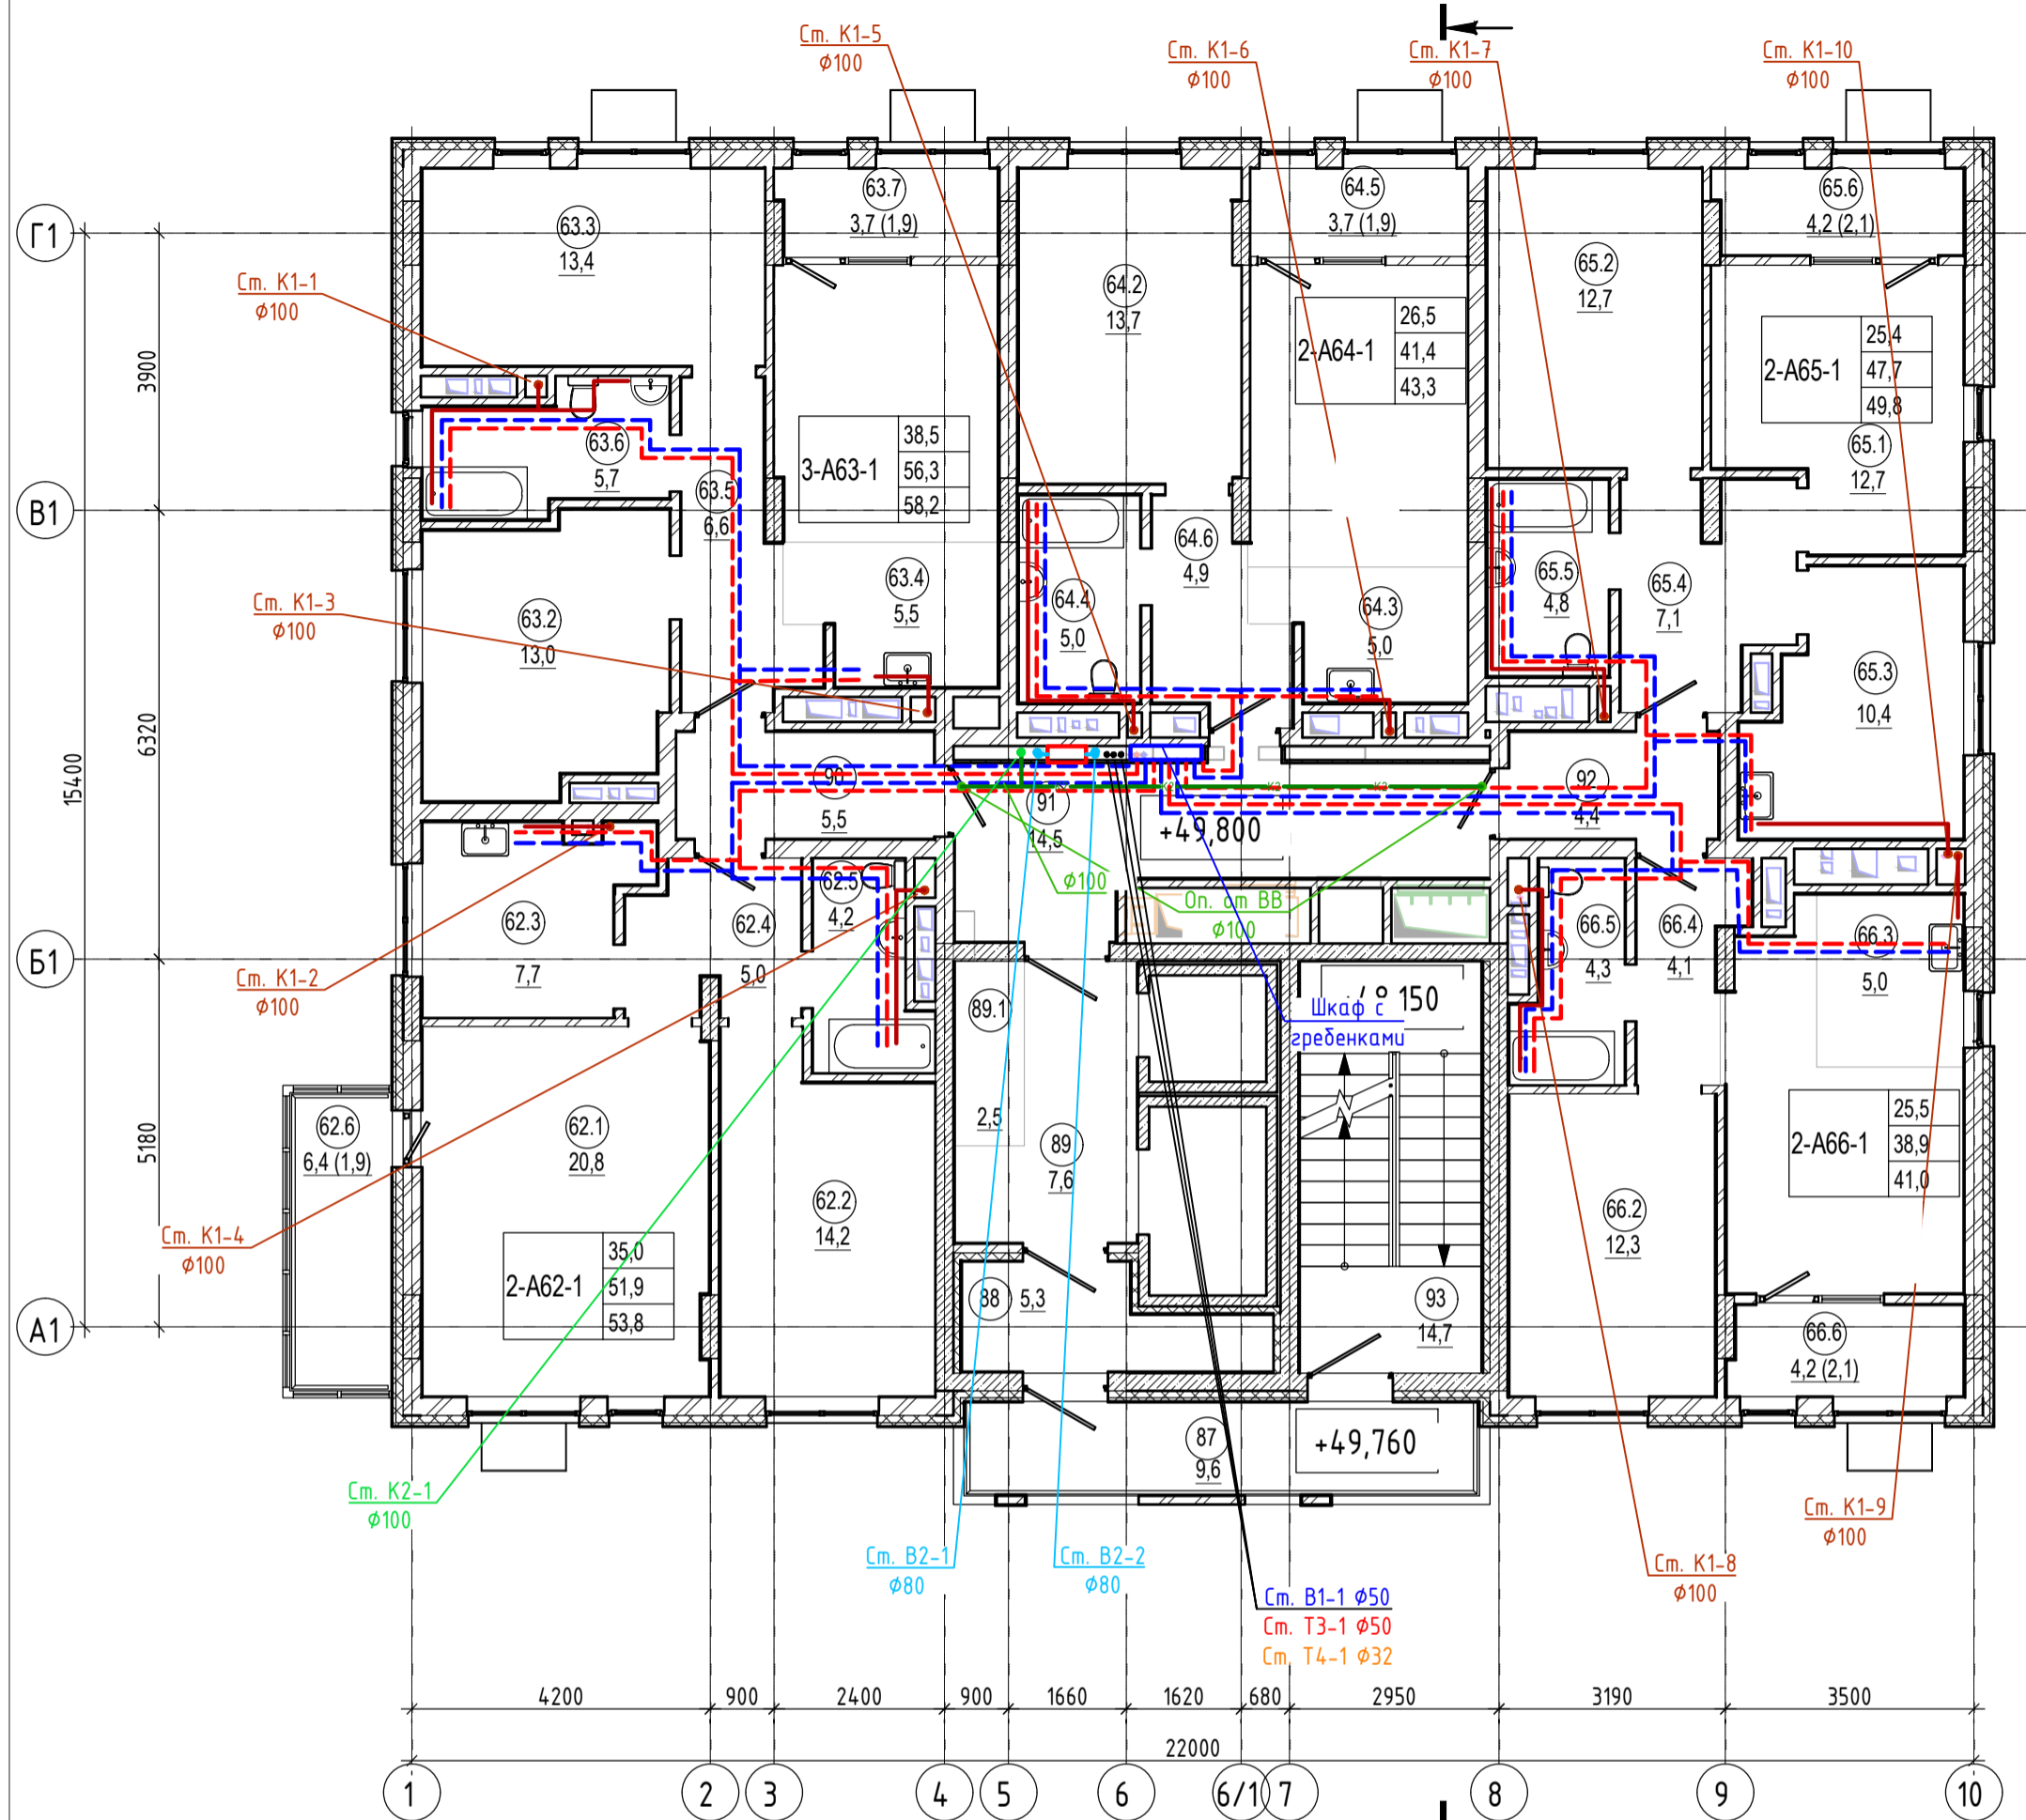 Ст. К1-5
ф100
Ст. К1-6
ф100
Ст. К1-7
ф100
Ст. К1-10
ф100
Г1
В1
Б1
А1
3900
6320
5180
15400
63.3
13,4
63.7
3,7 (1,9)
64.5
3,7 (1,9)
65.6
4,2 (2,1)
Ст. К1-1
ф100
64.2
13,7
65.2
12,7
2-А64-1
26,5
41,4
43,3
2-А65-1
25,4
47,7
49,8
65.1
12,7
63.6
5,7
63.5
6,6
3-А63-1
38,5
56,3
58,2
64.6
4,9
63.4
5,5
64.4
5,0
64.3
5,0
65.5
4,8
65.4
7,1
Ст. К1-3
ф100
63.2
13,0
65.3
10,4
90
5,5
91
14,5
К2
К2
К2
+49,800
92
4,4
ф100
Оп. от ВВ
ф100
62.5
4,2
62.3
7,7
62.4
5,0
66.5
4,3
66.4
4,1
66.3
5,0
Ст. К1-2
ф100
89.1
2,5
Шкаф с
гребенками
150
62.6
6,4 (1,9)
62.1
20,8
89
7,6
2-А66-1
25,5
38,9
41,0
62.2
14,2
66.2
12,3
Ст. К1-4
ф100
2-А62-1
35,0
51,9
53,8
88
5,3
93
14,7
66.6
4,2 (2,1)
87
9,6
+49,760
Ст. К2-1
ф100
Ст. К1-9
ф100
Ст. В2-1
ф80
Ст. В2-2
ф80
Ст. К1-8
ф100
Ст. В1-1 ф50
Ст. Т3-1 ф50
Ст. Т4-1 ф32
4200
900
2400
900
1660
1620
680
2950
3190
3500
22000
1
2
3
4
5
6
6/1
7
8
9
10